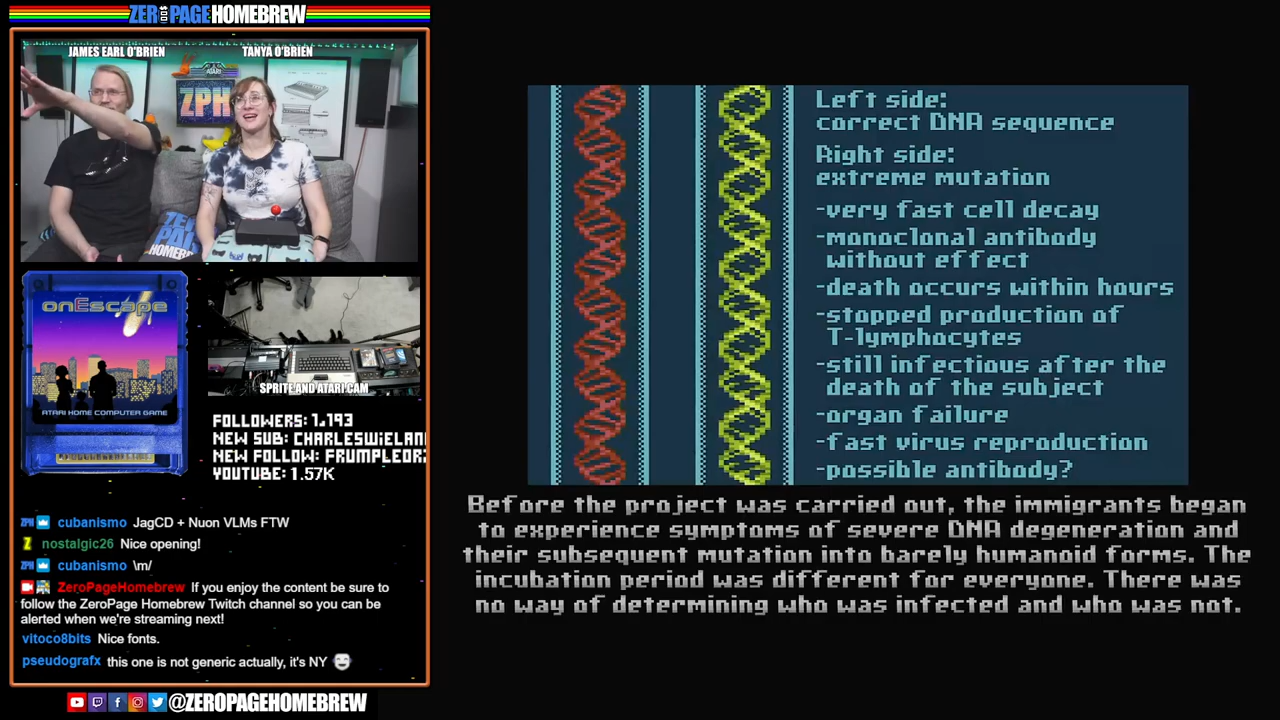 ZEROPAGE HOMEBREW
JAMES EARL O'BRIEN
TANYA O'BRIEN
ATARI
ZPH
ZERO
PAGE
HOMEBREW
onEscape
ATARI HOME COMPUTER GAME
SPRITE AND ATARI CAM
FOLLOWERS: 1,193
NEW SUB: CHARLESWIELAN
NEW FOLLOW: FRUMPLEOR
YOUTUBE: 1.57K
cubanismo JagCD + Nuon VLMs FTW
nostalgic26 Nice opening!
cubanismo \m/
ZeroPageHomebrew If you enjoy the content be sure to
follow the ZeroPage Homebrew Twitch channel so you can be
alerted when we're streaming next!
vitoco8bits Nice fonts.
pseudografx this one is not generic actually, it's NY
@ZEROPAGEHOMEBREW
Left side:
correct DNA sequence
Right side:
extreme mutation
-very fast cell decay
-monoclonal antibody
without effect
-death occurs within hours
-stopped production of
T-lymphocytes
-still infectious after the
death of the subject
-organ failure
-fast virus reproduction
-possible antibody?
Before the project was carried out, the immigrants began
to experience symptoms of severe DNA degeneration and
their subsequent mutation into barely humanoid forms. The
incubation period was different for everyone. There was
no way of determining who was infected and who was not.